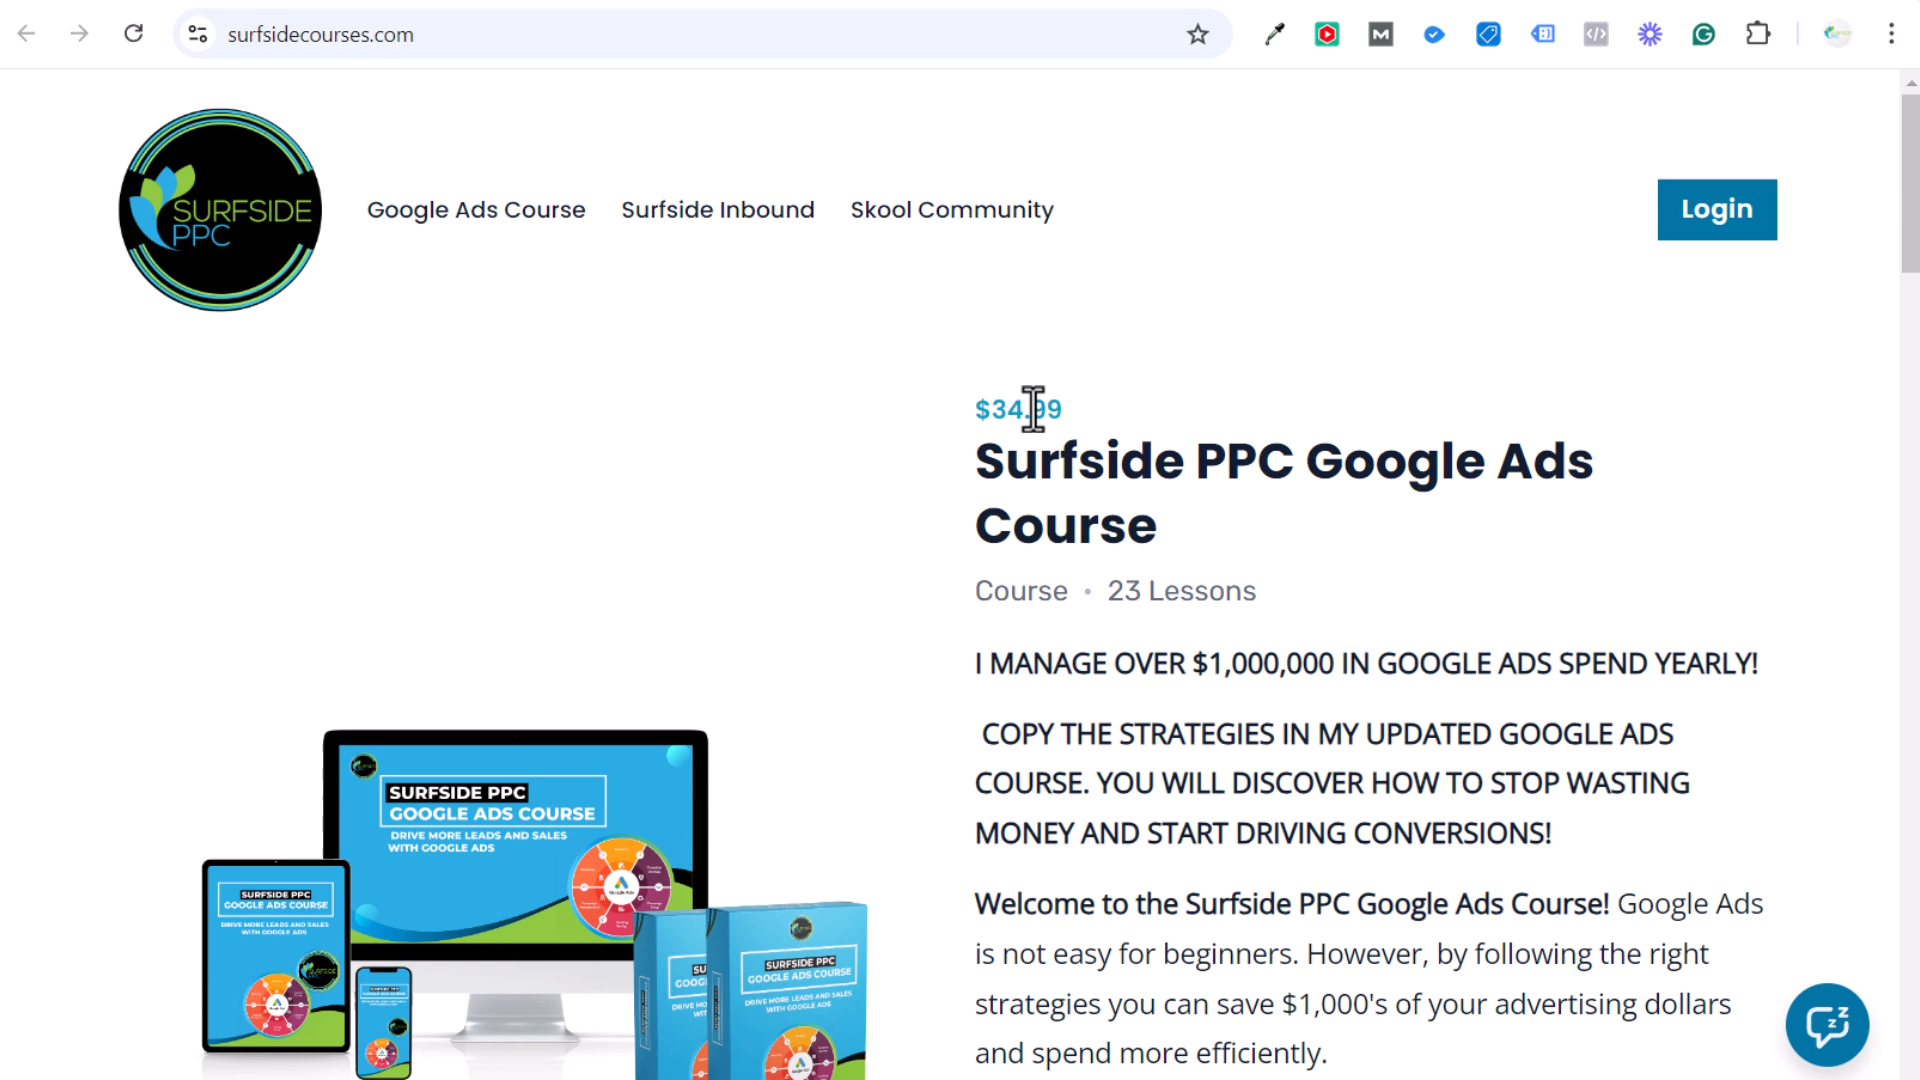 surfsidecourses.com
SURFSIDE
PPC
Google Ads Course
Surfside Inbound
Skool Community
Login
$34.99
Surfside PPC Google Ads
Course
Course • 23 Lessons
I MANAGE OVER $1,000,000 IN GOOGLE ADS SPEND YEARLY!
COPY THE STRATEGIES IN MY UPDATED GOOGLE ADS
COURSE. YOU WILL DISCOVER HOW TO STOP WASTING
MONEY AND START DRIVING CONVERSIONS!
Welcome to the Surfside PPC Google Ads Course! Google Ads
is not easy for beginners. However, by following the right
strategies you can save $1,000's of your advertising dollars
and spend more efficiently.
SURFSIDE PPC
GOOGLE ADS COURSE
DRIVE MORE LEADS AND SALES
WITH GOOGLE ADS
Google Ads
SURFSIDE PPC
GOOGLE ADS COURSE
DRIVE MORE LEADS AND SALES
WITH GOOGLE ADS
SURFSIDE PPC
GOOGLE ADS COURSE
DRIVE MORE LEADS AND SALES
WITH GOOGLE ADS